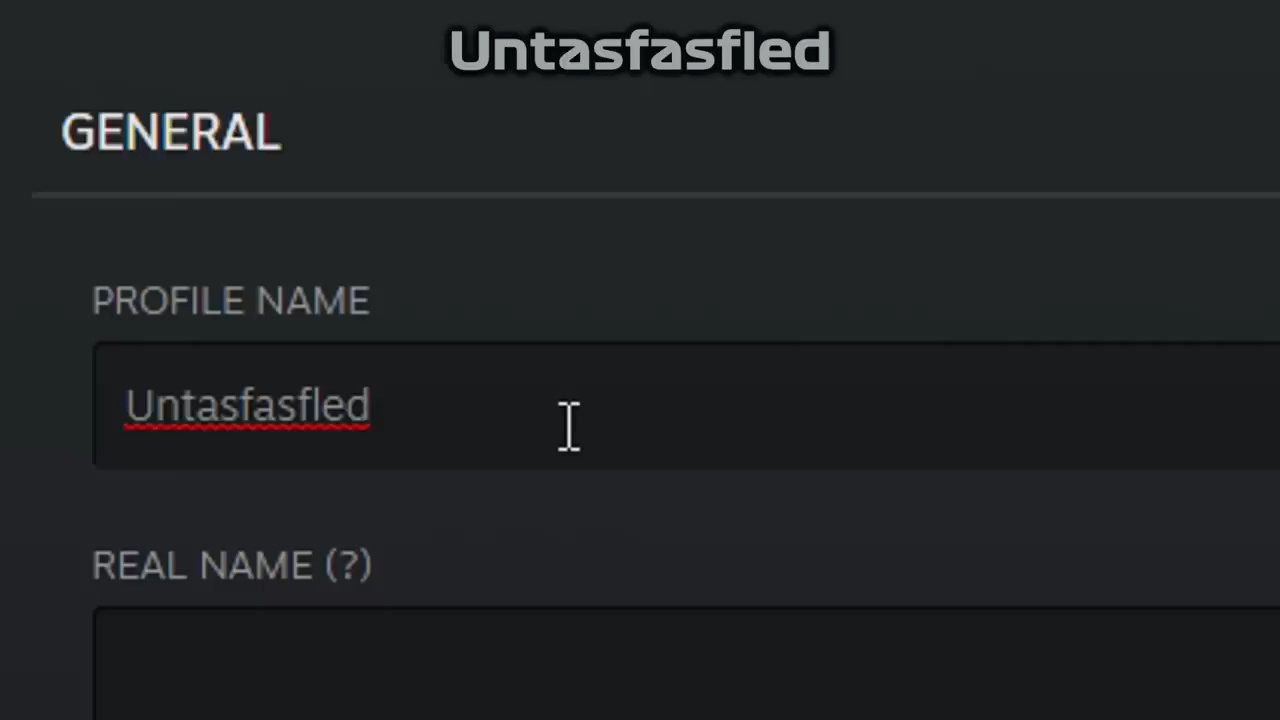 Untasfasfled
GENERAL
PROFILE NAME
Untasfasfled
REAL NAME (?)